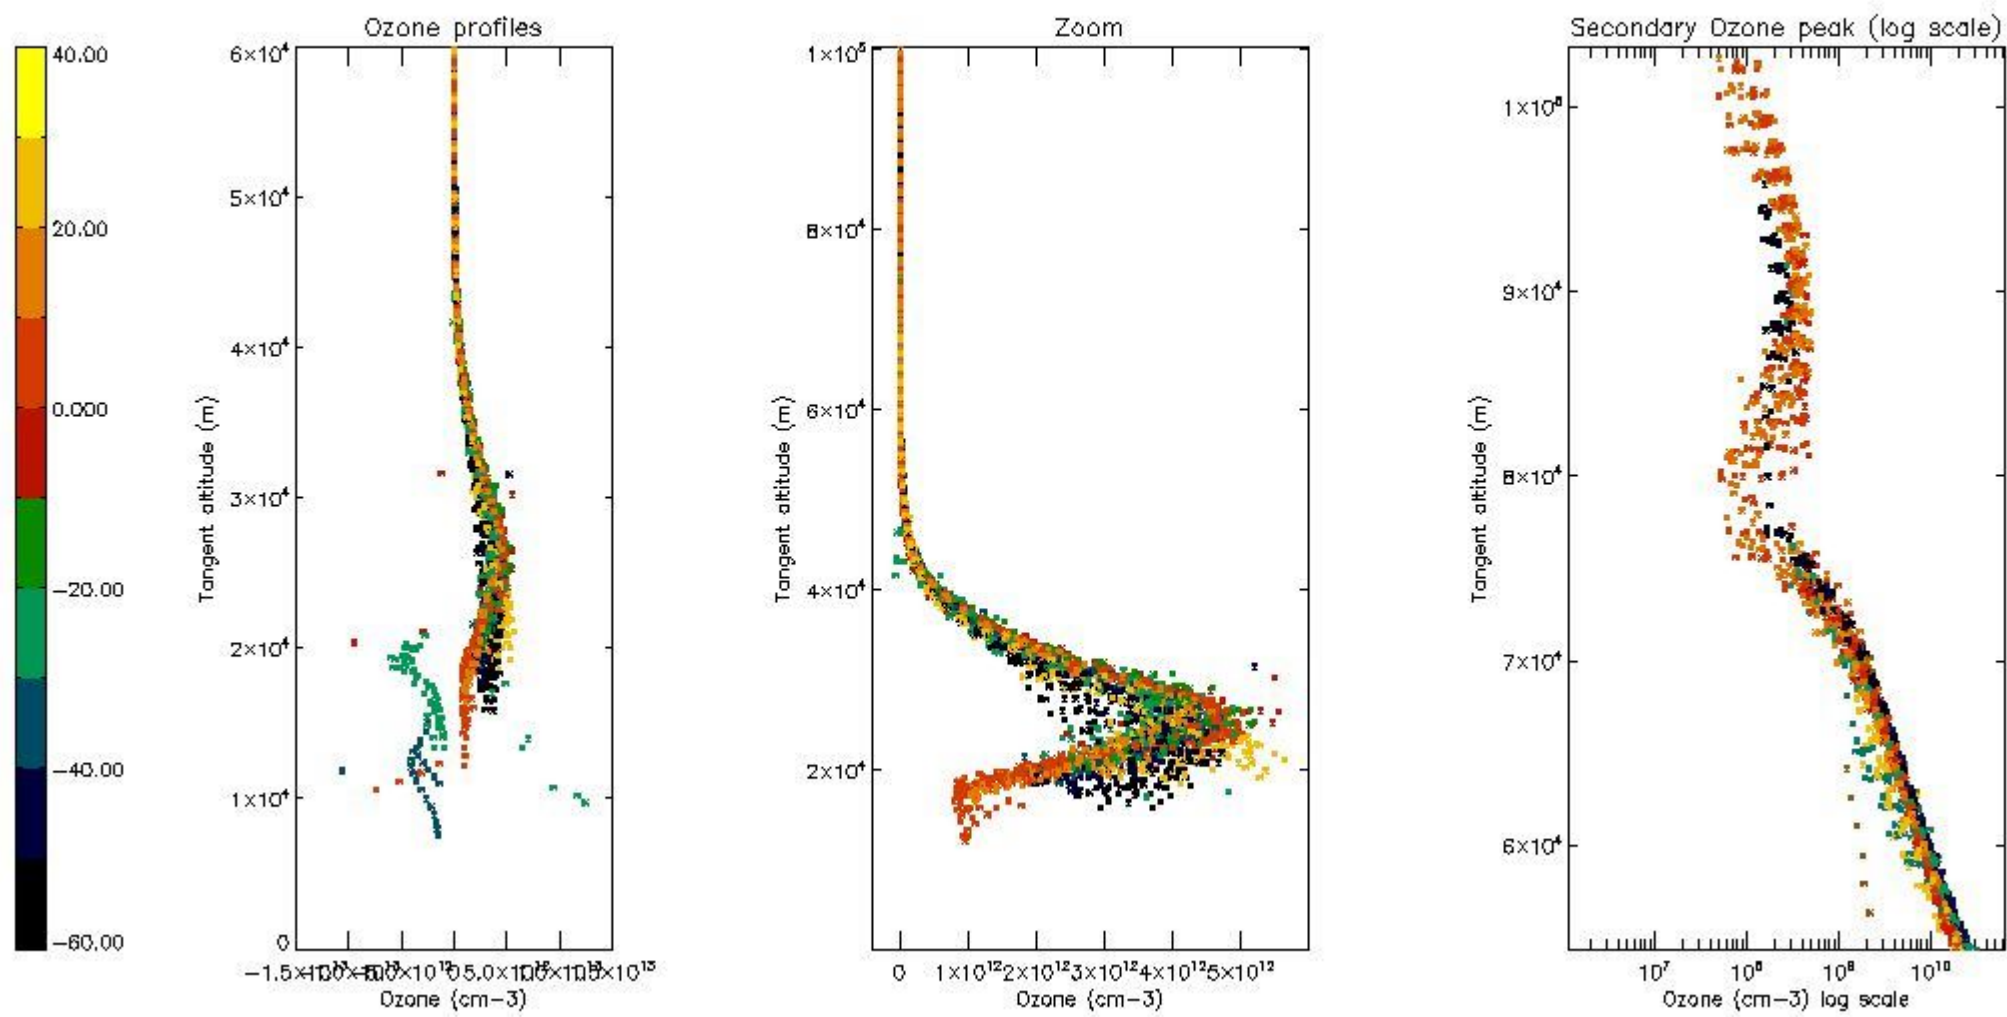 Ozone profiles
Zoom
Secondary Ozone peak (log scale)
40.00
20.00
0.000
−20.00
−40.00
−60.00
6×10⁴
5×10⁴
4×10⁴
3×10⁴
2×10⁴
1×10⁴
0
Tangent altitude (m)
Ozone (cm−3)
1×10⁵
8×10⁴
6×10⁴
4×10⁴
2×10⁴
Tangent altitude (m)
0 1×10¹² 2×10¹² 3×10¹² 4×10¹² 5×10¹²
Ozone (cm−3)
1×10⁵
9×10⁴
8×10⁴
7×10⁴
6×10⁴
Tangent altitude (m)
10⁷ 10⁸ 10⁹ 10¹⁰
Ozone (cm−3) log scale